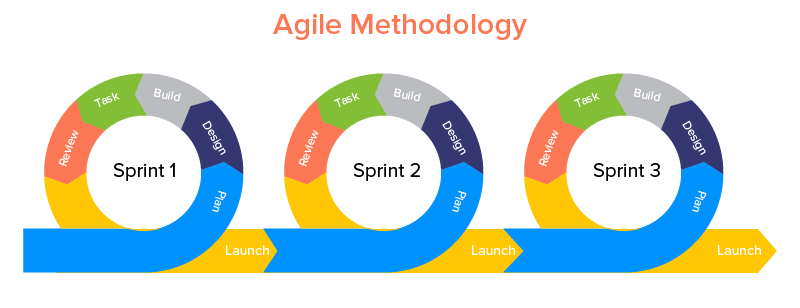 Agile Methodology
Task
Build
Review
Design
Sprint 1
Plan
Launch
Task
Build
Review
Design
Sprint 2
Plan
Launch
Task
Build
Review
Design
Sprint 3
Plan
Launch